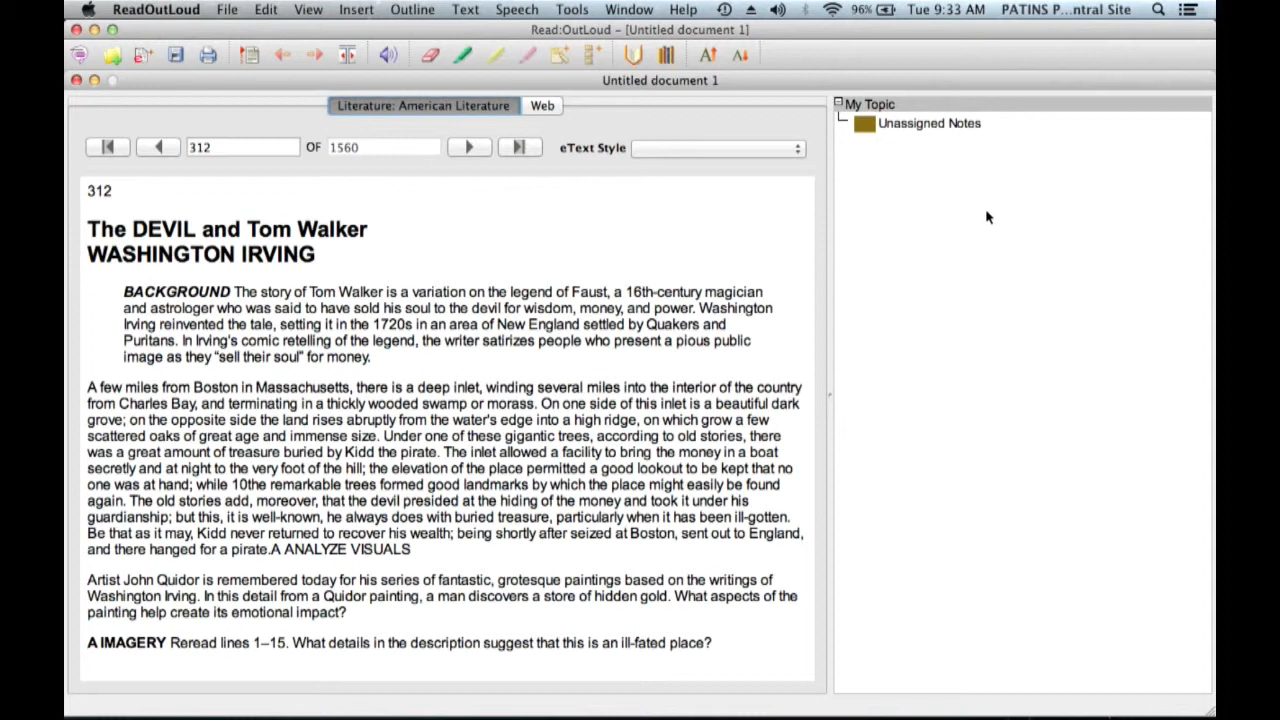 ReadOutLoud File Edit View Insert Outline Text Speech Tools Window Help 96% Tue 9:33 AM PATINS P...ntral Site
Read:OutLoud – [Untitled document 1]
Untitled document 1
Literature: American Literature Web
312 OF 1560 eText Style
My Topic
Unassigned Notes
312
The DEVIL and Tom Walker
WASHINGTON IRVING
BACKGROUND The story of Tom Walker is a variation on the legend of Faust, a 16th-century magician
and astrologer who was said to have sold his soul to the devil for wisdom, money, and power. Washington
Irving reinvented the tale, setting it in the 1720s in an area of New England settled by Quakers and
Puritans. In Irving's comic retelling of the legend, the writer satirizes people who present a pious public
image as they “sell their soul” for money.
A few miles from Boston in Massachusetts, there is a deep inlet, winding several miles into the interior of the country
from Charles Bay, and terminating in a thickly wooded swamp or morass. On one side of this inlet is a beautiful dark
grove; on the opposite side the land rises abruptly from the water's edge into a high ridge, on which grow a few
scattered oaks of great age and immense size. Under one of these gigantic trees, according to old stories, there
was a great amount of treasure buried by Kidd the pirate. The inlet allowed a facility to bring the money in a boat
secretly and at night to the very foot of the hill; the elevation of the place permitted a good lookout to be kept that no
one was at hand; while 10the remarkable trees formed good landmarks by which the place might easily be found
again. The old stories add, moreover, that the devil presided at the hiding of the money and took it under his
guardianship; but this, it is well-known, he always does with buried treasure, particularly when it has been ill-gotten.
Be that as it may, Kidd never returned to recover his wealth; being shortly after seized at Boston, sent out to England,
and there hanged for a pirate.A ANALYZE VISUALS
Artist John Quidor is remembered today for his series of fantastic, grotesque paintings based on the writings of
Washington Irving. In this detail from a Quidor painting, a man discovers a store of hidden gold. What aspects of the
painting help create its emotional impact?
A IMAGERY Reread lines 1–15. What details in the description suggest that this is an ill-fated place?